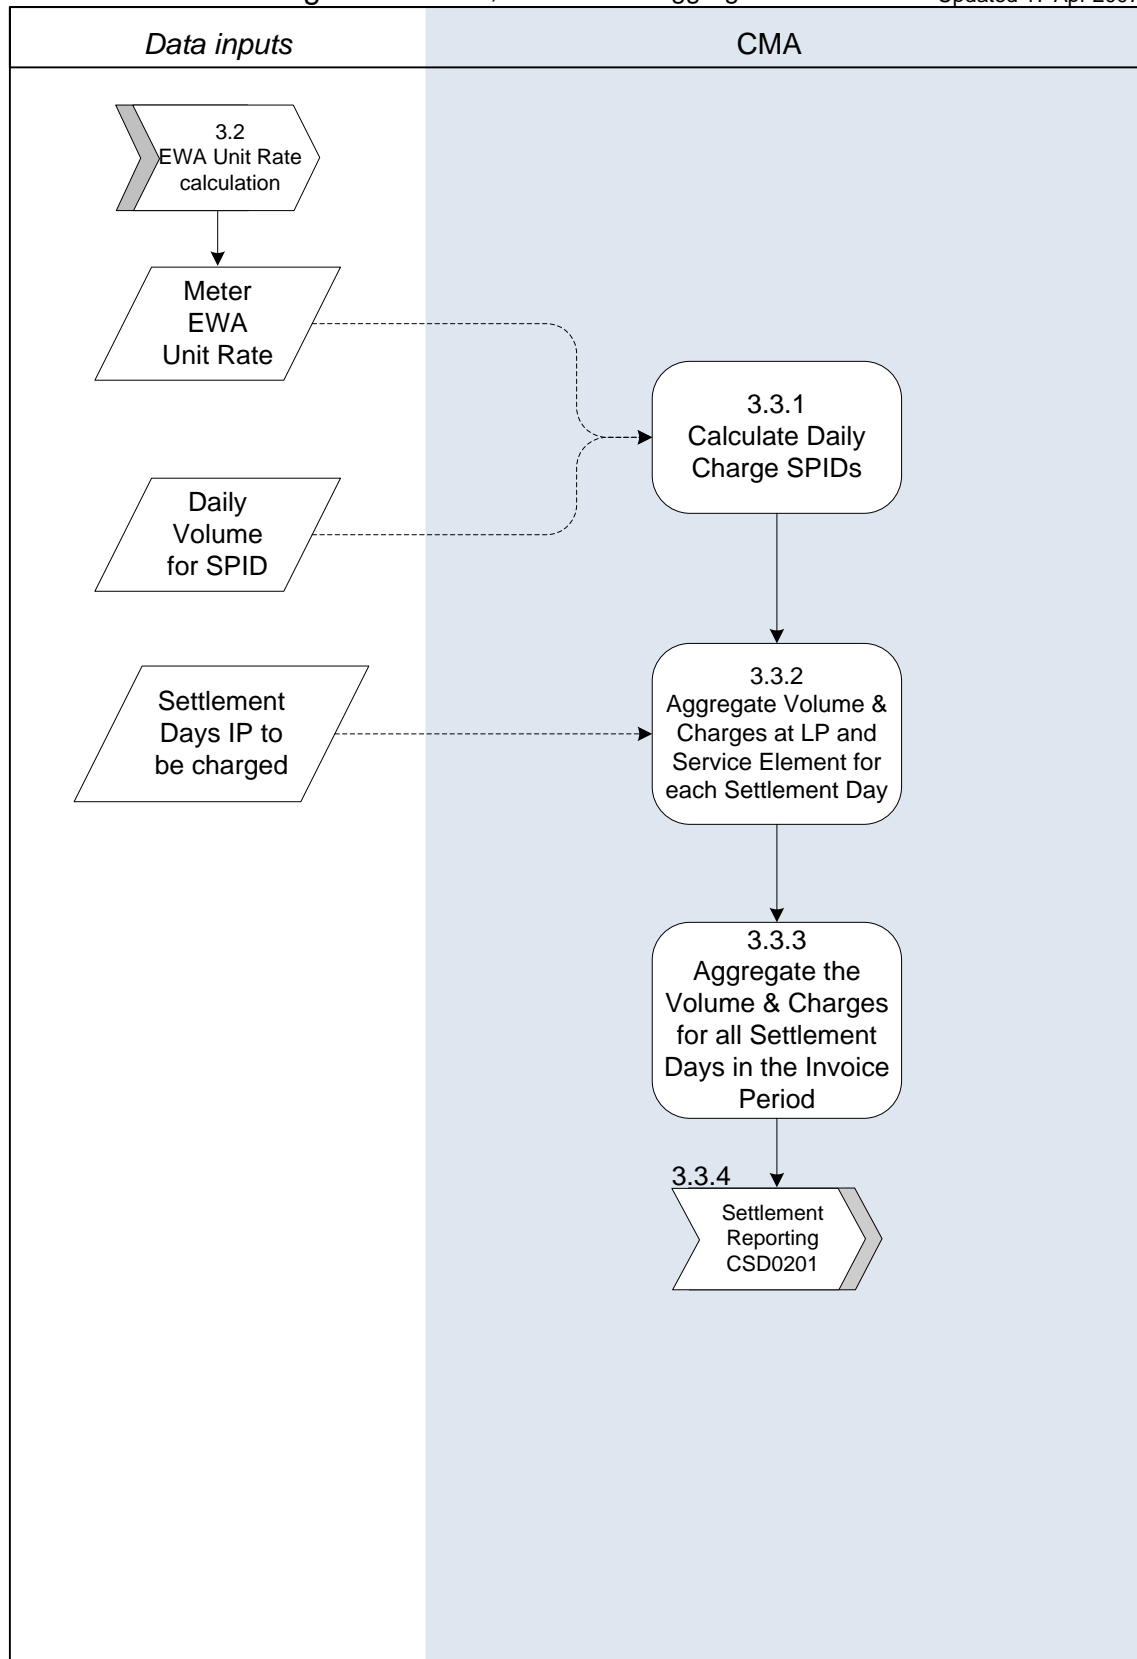 Data inputs
CMA
3.2
EWA Unit Rate
calculation
Meter
EWA
Unit Rate
3.3.1
Calculate Daily
Charge SPIDs
Daily
Volume
for SPID
Settlement
Days IP to
be charged
3.3.2
Aggregate Volume &
Charges at LP and
Service Element for
each Settlement Day
3.3.3
Aggregate the
Volume & Charges
for all Settlement
Days in the Invoice
Period
3.3.4
Settlement
Reporting
CSD0201